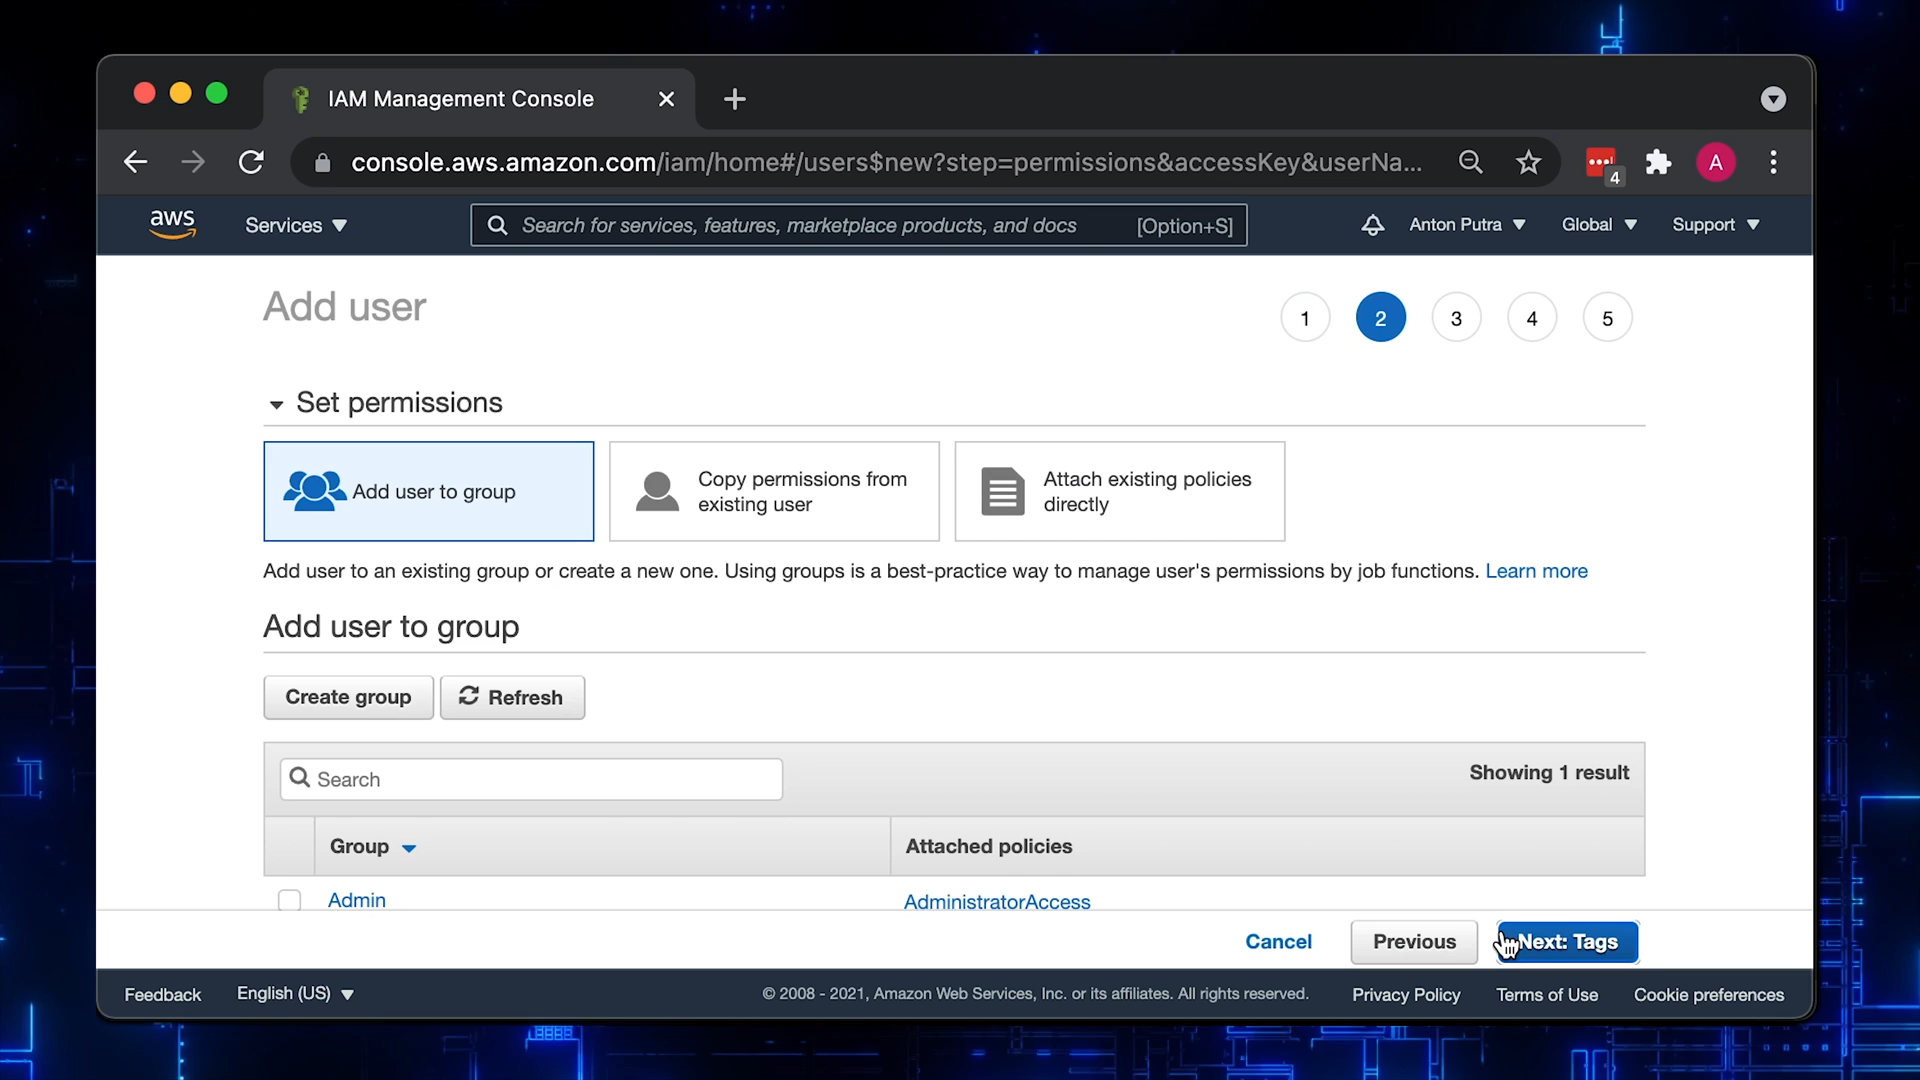 IAM Management Console
console.aws.amazon.com/iam/home#/users$new?step=permissions&accessKey&userNa...
4
A
aws
Services
Search for services, features, marketplace products, and docs
[Option+S]
Anton Putra
Global
Support
Add user
1
2
3
4
5
Set permissions
Add user to group
Copy permissions from
existing user
Attach existing policies
directly
Add user to an existing group or create a new one. Using groups is a best-practice way to manage user's permissions by job functions. Learn more
Add user to group
Create group
Refresh
Search
Showing 1 result
Group
Attached policies
Admin
AdministratorAccess
Cancel
Previous
Next: Tags
Feedback
English (US)
© 2008 - 2021, Amazon Web Services, Inc. or its affiliates. All rights reserved.
Privacy Policy
Terms of Use
Cookie preferences